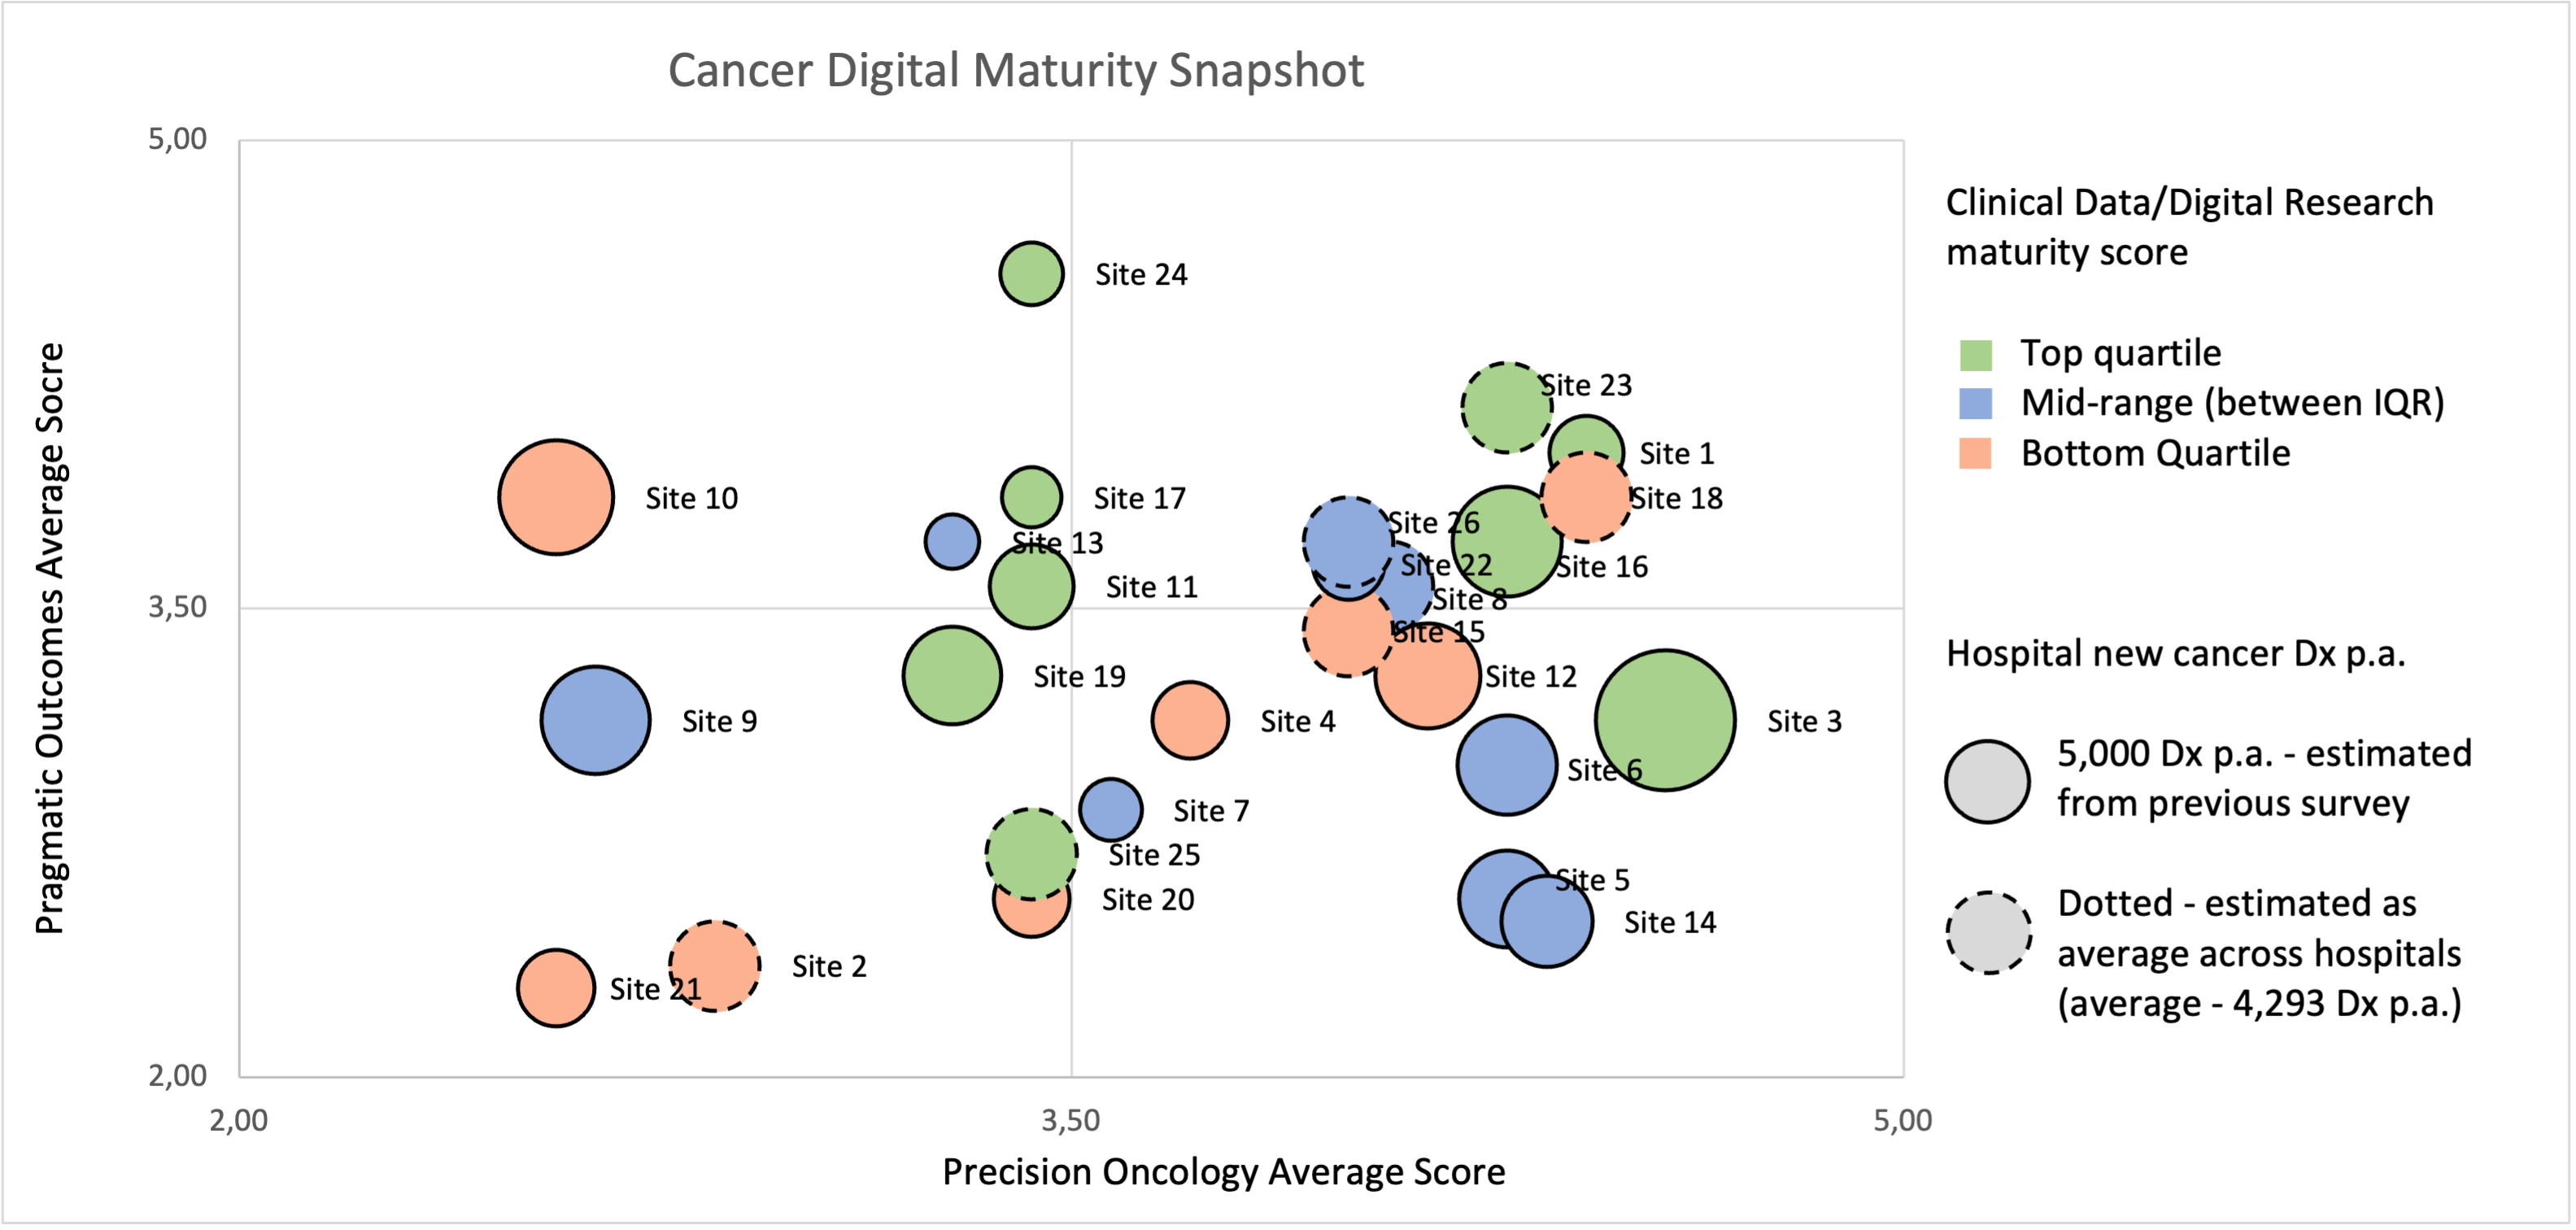 Cancer Digital Maturity Snapshot
Pragmatic Outcomes Average Socre
5,00
3,50
2,00
Site 24
Site 23
Site 1
Site 10
Site 17
Site 18
Site 26
Site 13
Site 22
Site 16
Site 11
Site 8
Site 15
Site 19
Site 12
Site 9
Site 4
Site 3
Site 6
Site 7
Site 25
Site 5
Site 20
Site 14
Site 2
Site 21
2,00
3,50
5,00
Precision Oncology Average Score
Clinical Data/Digital Research
maturity score
Top quartile
Mid-range (between IQR)
Bottom Quartile
Hospital new cancer Dx p.a.
5,000 Dx p.a. - estimated
from previous survey
Dotted - estimated as
average across hospitals
(average - 4,293 Dx p.a.)